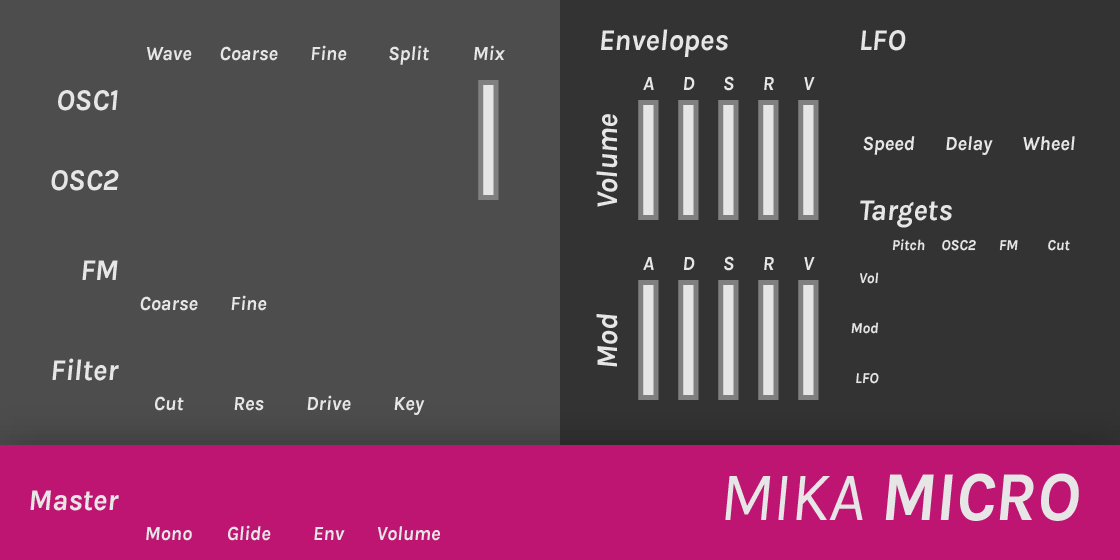 Wave Coarse Fine Split Mix
OSC1
OSC2
FM
Coarse Fine
Filter
Cut Res Drive Key
Envelopes
A D S R V
Volume
A D S R V
Mod
LFO
Speed Delay Wheel
Targets
Pitch OSC2 FM Cut
Vol
Mod
LFO
Master
Mono Glide Env Volume
MIKA MICRO